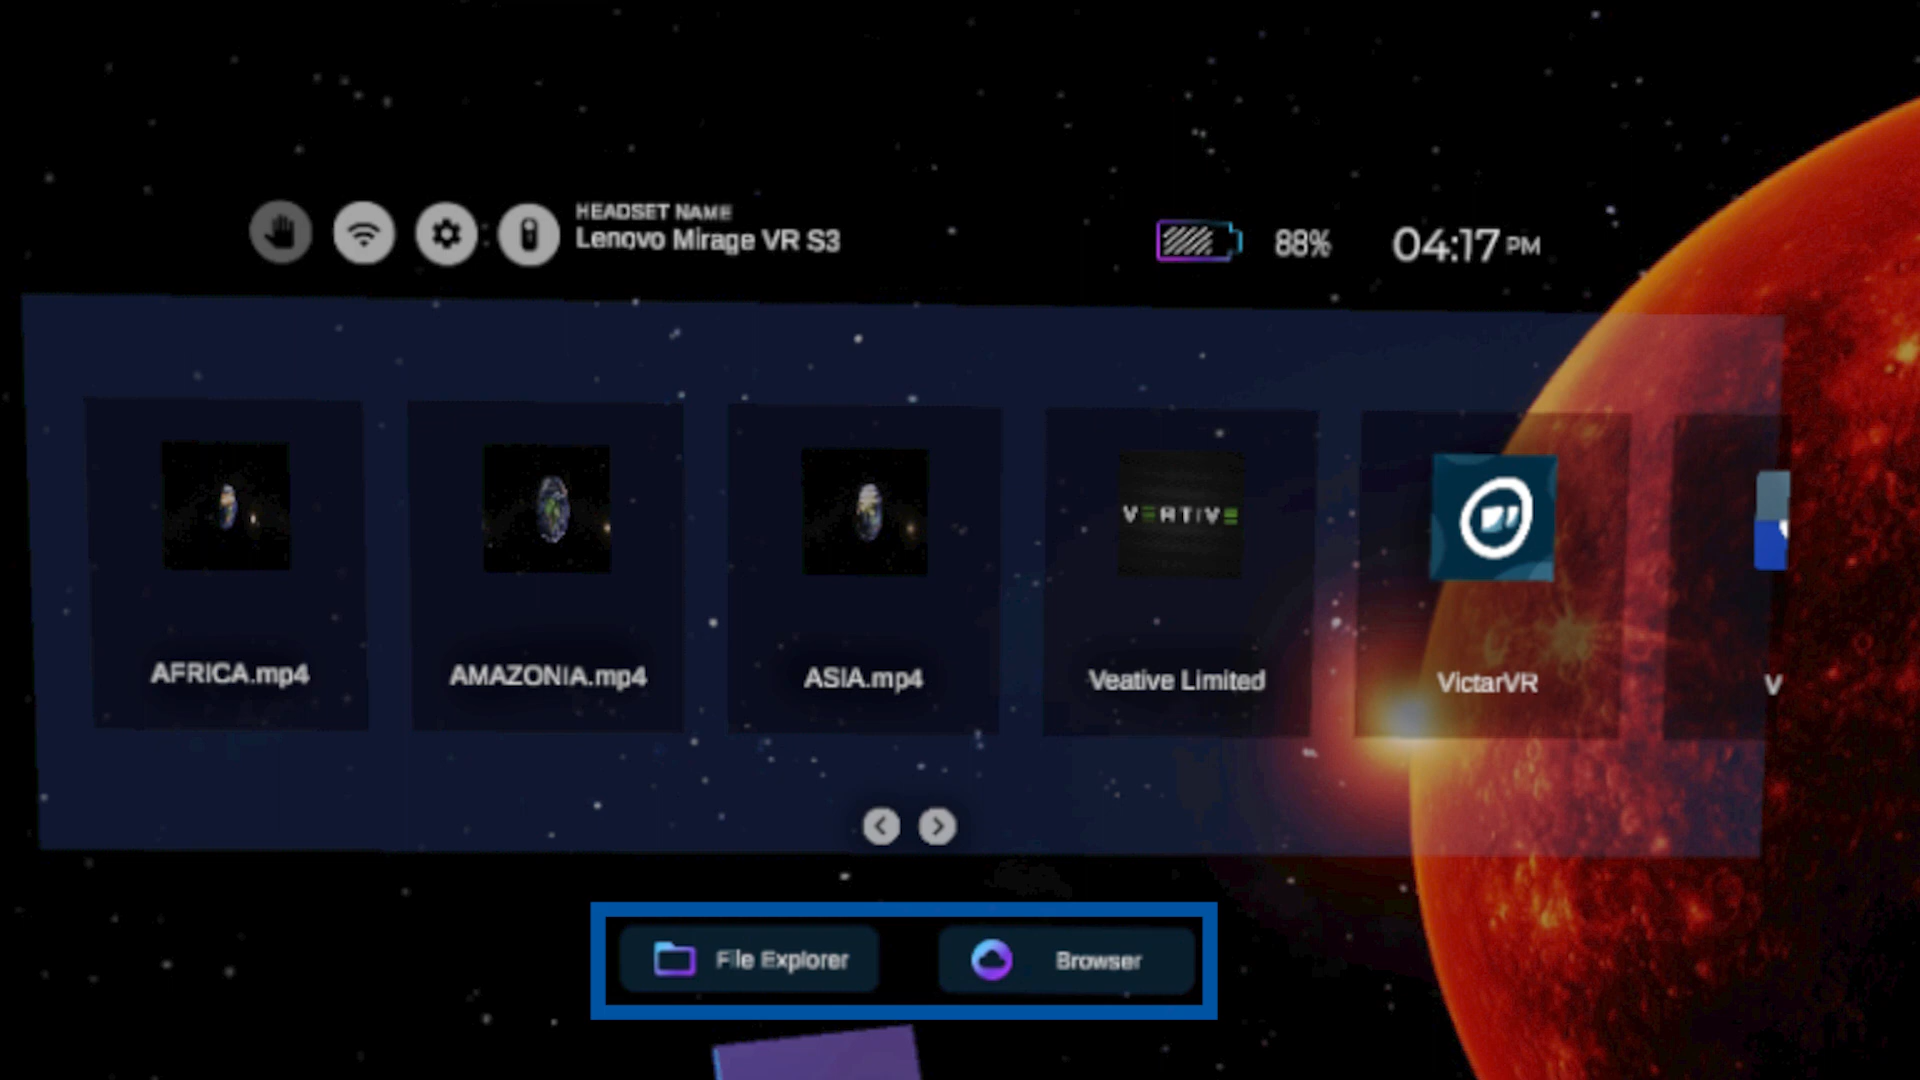 HEADSET NAME
Lenovo Mirage VR S3
88%
04:17 PM
VEATIVE
AFRICA.mp4
AMAZONIA.mp4
ASIA.mp4
Veative Limited
VictarVR
V
File Explorer
Browser